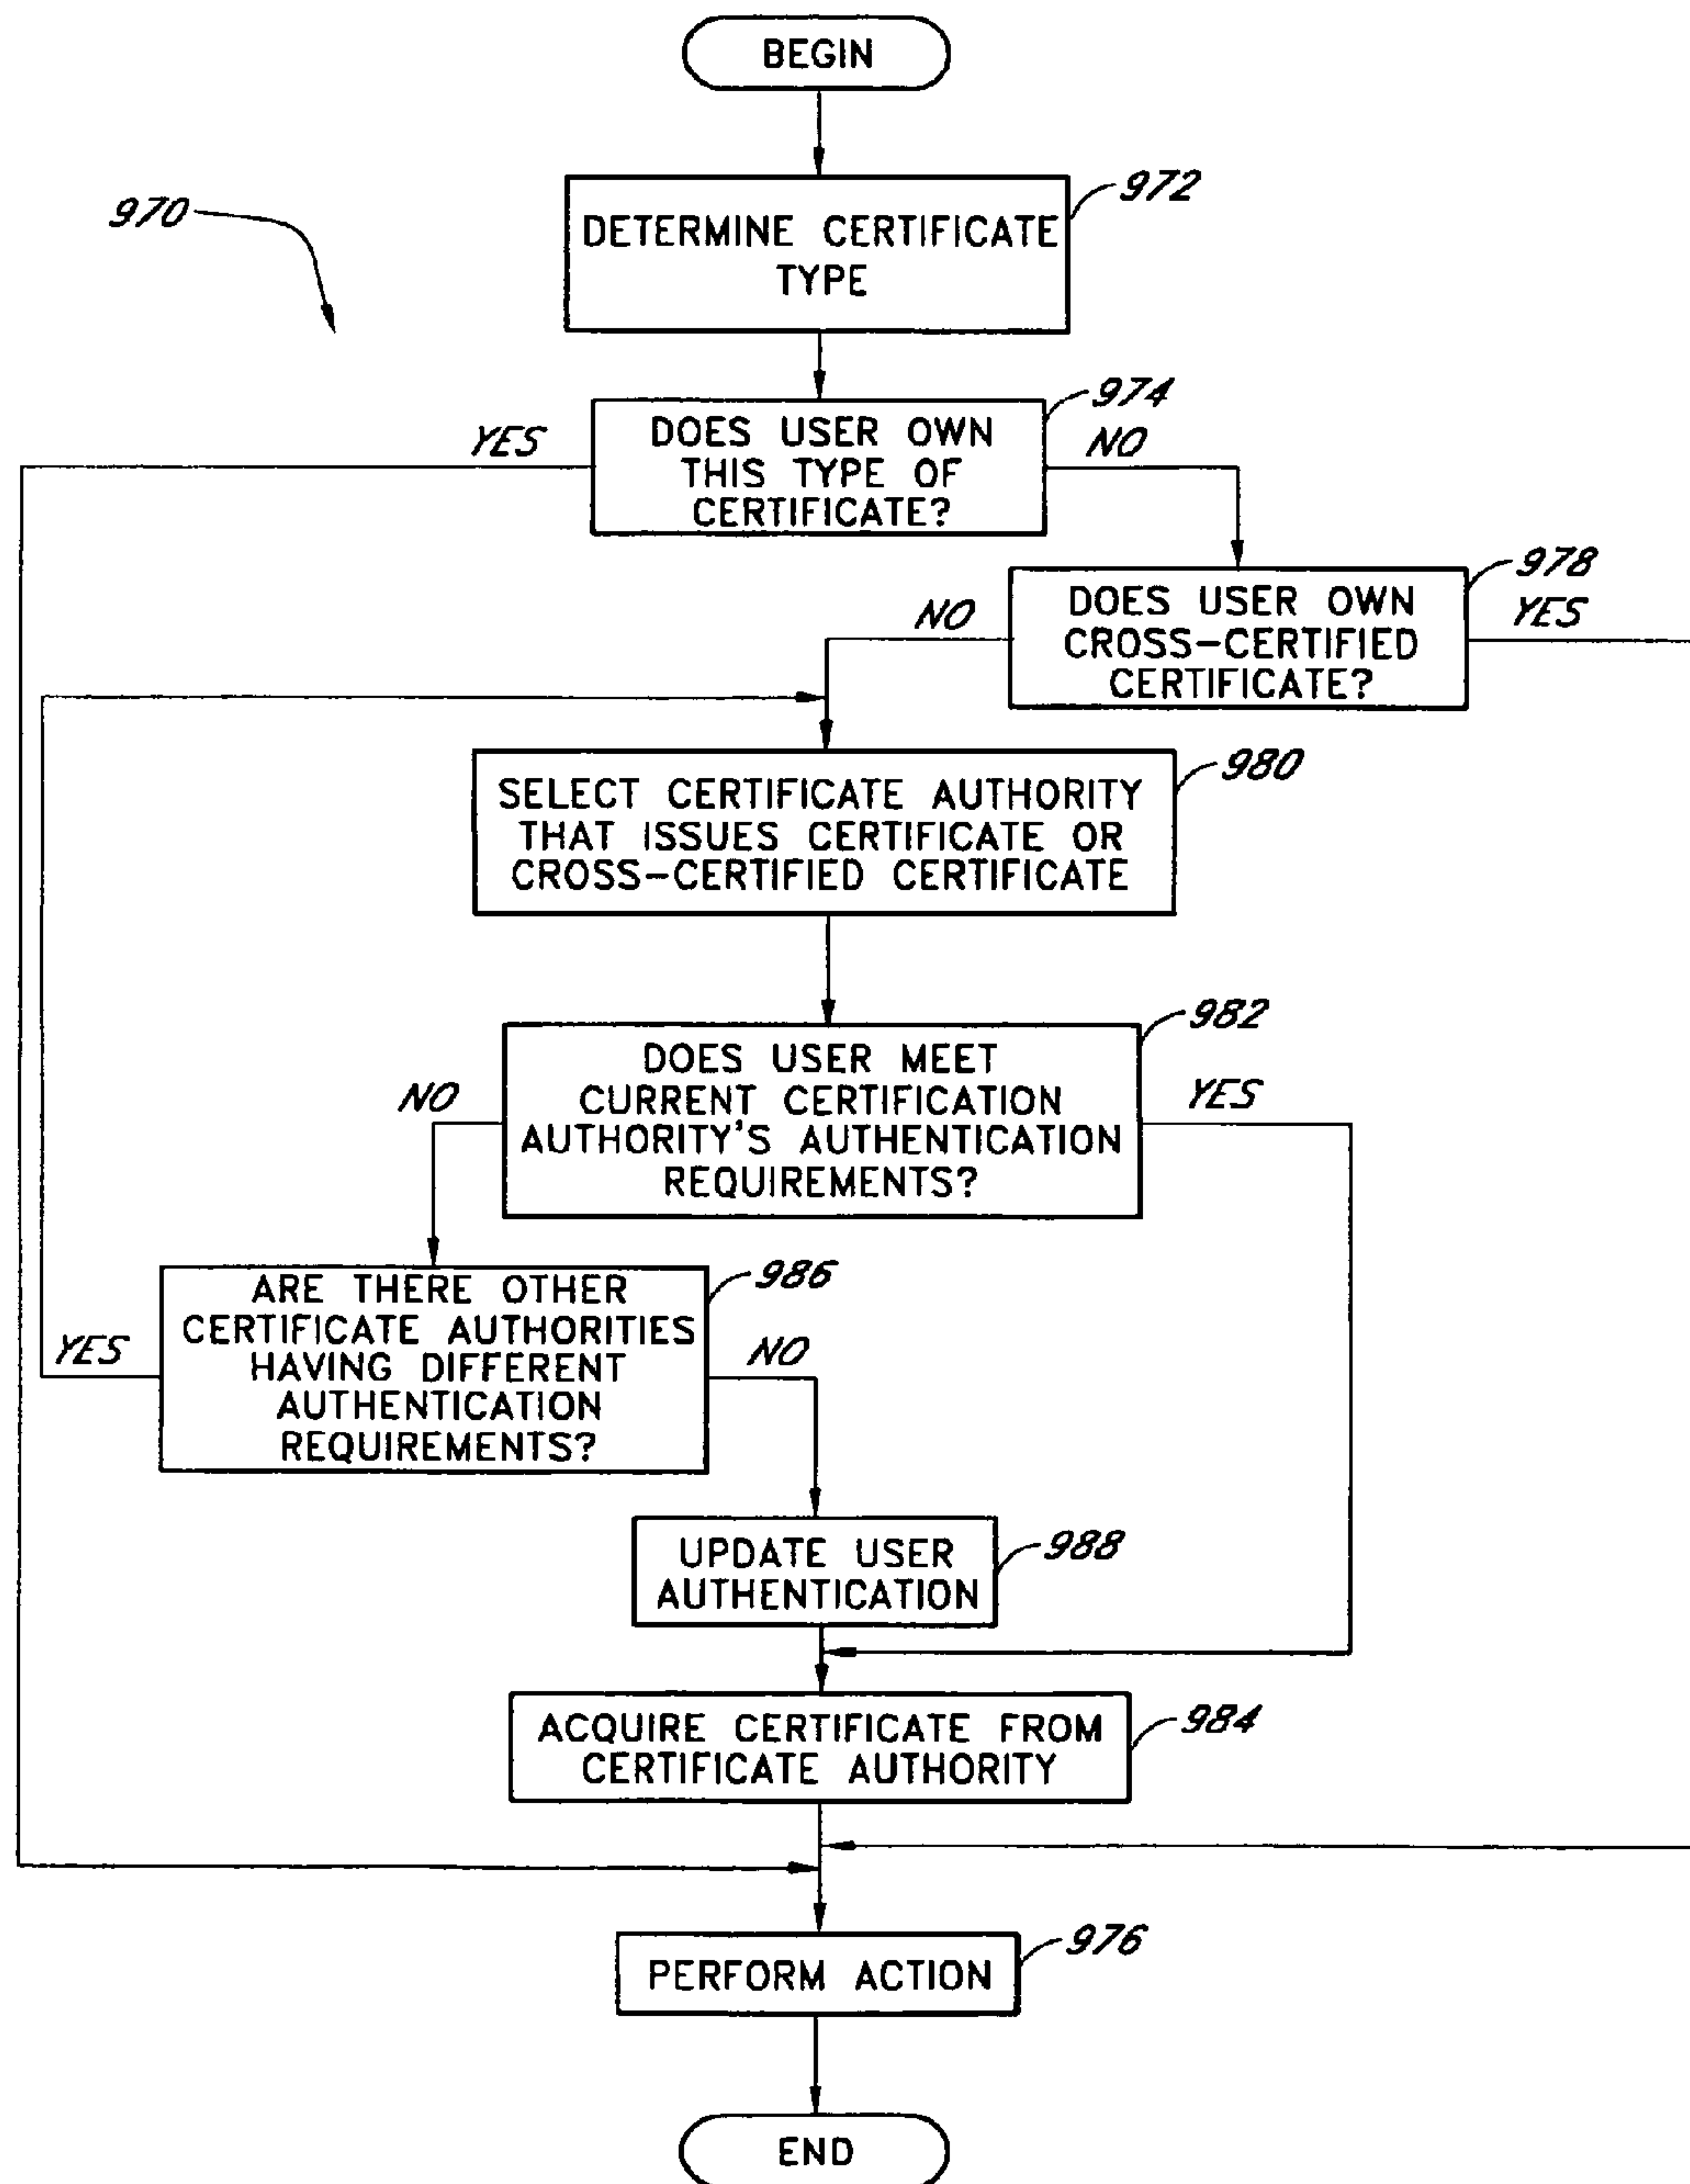 BEGIN
972
970
DETERMINE CERTIFICATE
TYPE
974
YES
DOES USER OWN
THIS TYPE OF
CERTIFICATE?
NO
978
NO
DOES USER OWN
CROSS-CERTIFIED
CERTIFICATE?
YES
980
SELECT CERTIFICATE AUTHORITY
THAT ISSUES CERTIFICATE OR
CROSS-CERTIFIED CERTIFICATE
982
NO
DOES USER MEET
CURRENT CERTIFICATION
AUTHORITY'S AUTHENTICATION
REQUIREMENTS?
YES
986
YES
ARE THERE OTHER
CERTIFICATE AUTHORITIES
HAVING DIFFERENT
AUTHENTICATION
REQUIREMENTS?
NO
988
UPDATE USER
AUTHENTICATION
984
ACQUIRE CERTIFICATE FROM
CERTIFICATE AUTHORITY
976
PERFORM ACTION
END